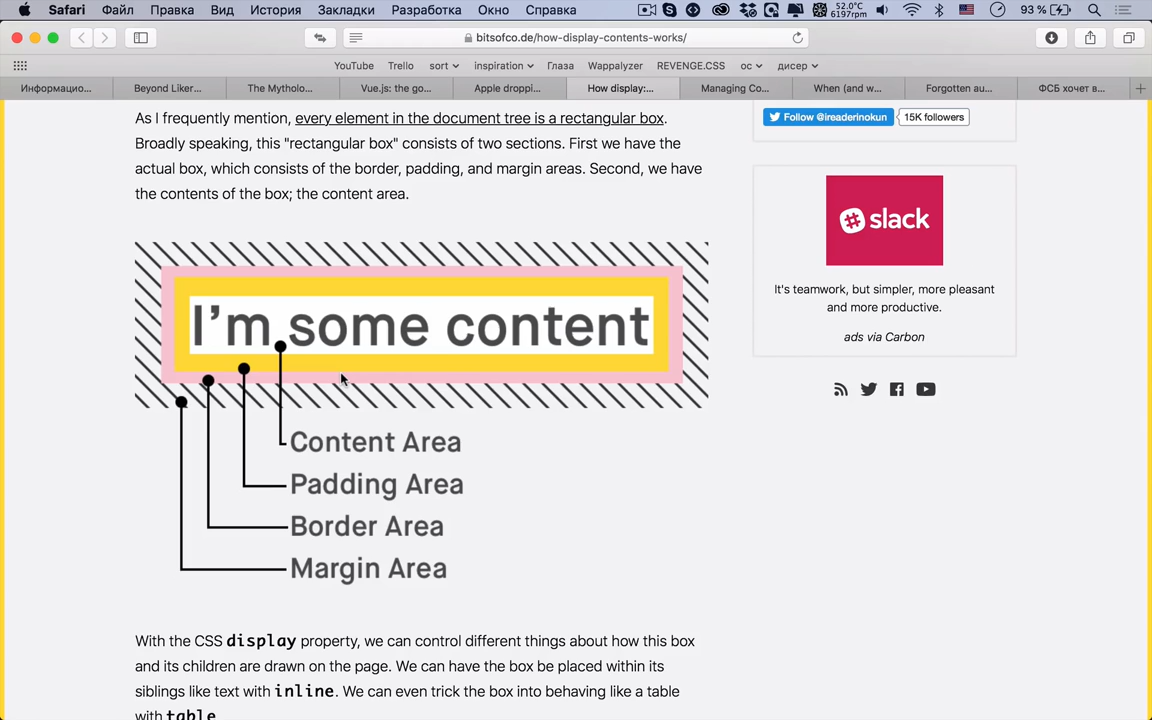 Safari Файл Правка Вид История Закладки Разработка Окно Справка 52.0°C 6197rpm 93 %
bitsofco.de/how-display-contents-works/
YouTube Trello sort inspiration Глаза Wappalyzer REVENGE.CSS ос дисер
Информацио... Beyond Liker... The Mytholo... Vue.js: the go... Apple droppi... How display:... Managing Co... When (and w... Forgotten au... ФСБ хочет в...
As I frequently mention, every element in the document tree is a rectangular box.
Broadly speaking, this "rectangular box" consists of two sections. First we have the
actual box, which consists of the border, padding, and margin areas. Second, we have
the contents of the box; the content area.
I'm some content
Content Area
Padding Area
Border Area
Margin Area
With the CSS display property, we can control different things about how this box
and its children are drawn on the page. We can have the box be placed within its
siblings like text with inline. We can even trick the box into behaving like a table
with table
Follow @ireaderinokun 15K followers
slack
It's teamwork, but simpler, more pleasant
and more productive.
ads via Carbon